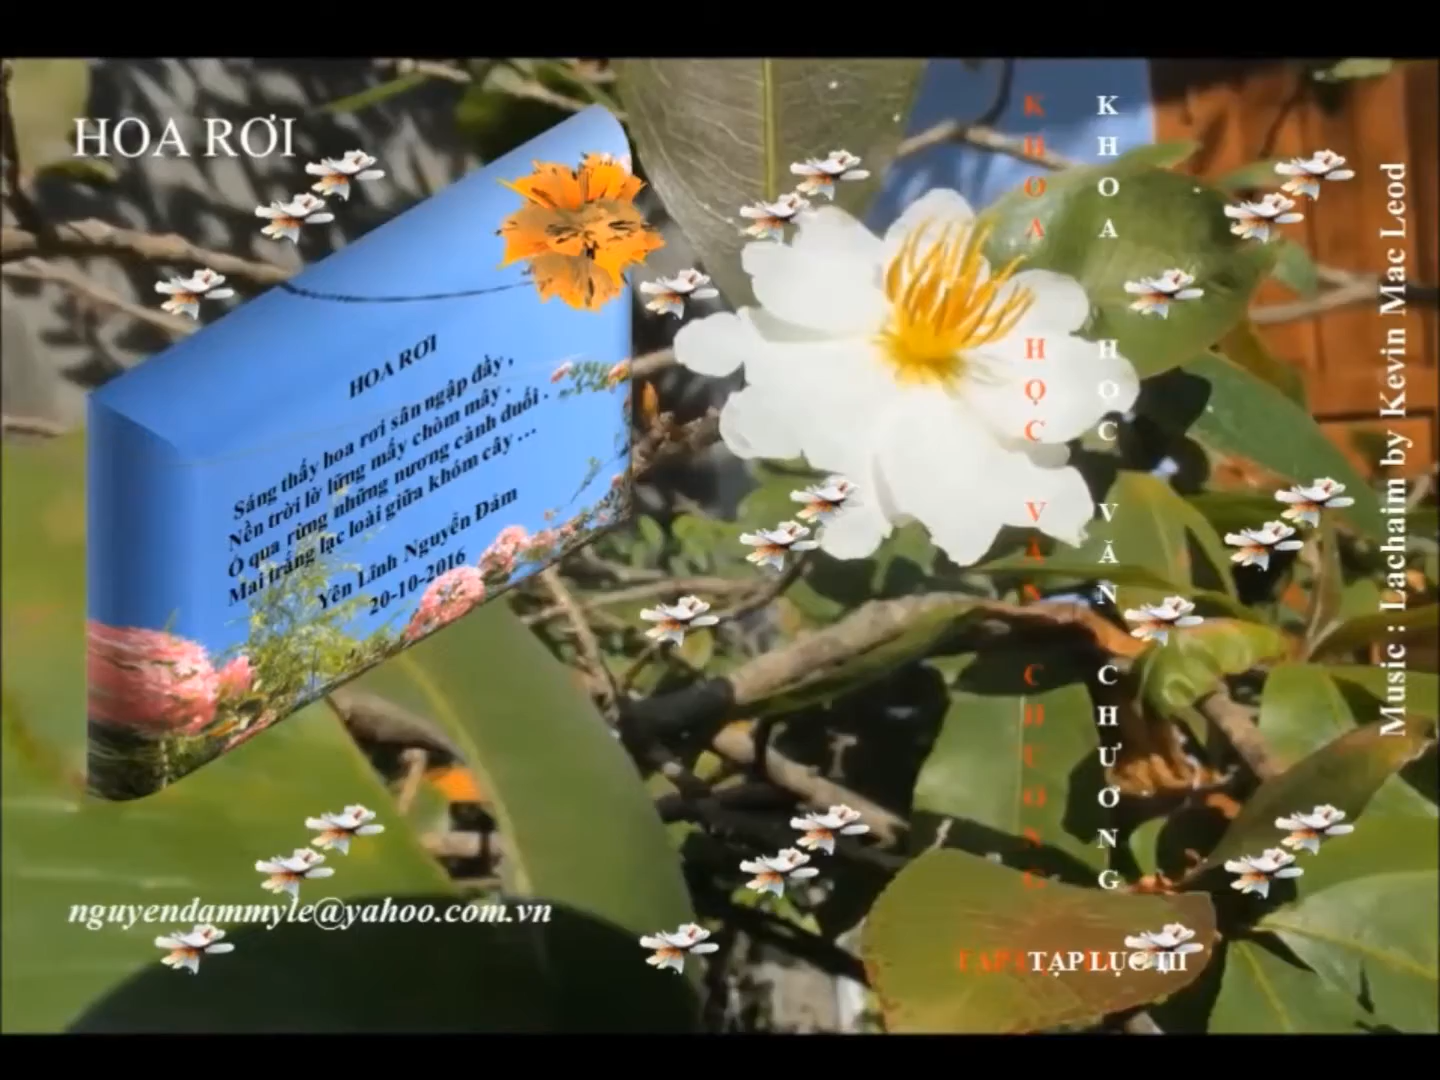 HOA RƠI
HOA RƠI
Sáng thấy hoa rơi sân ngập đầy ,
Nền trời lờ lững mấy chòm mây .
Ô qua rừng những nương cành đuối .
Mai trắng lạc loài giữa khóm cây ...
Yên Lĩnh Nguyễn Đảm
20-10-2016
KHOA HỌC VĂN CHƯƠNG
KHOA HỌC VĂN CHƯƠNG
Music : Lachaim by Kevin Mac Leod
nguyendammyle@yahoo.com.vn
TẠP LỤC III